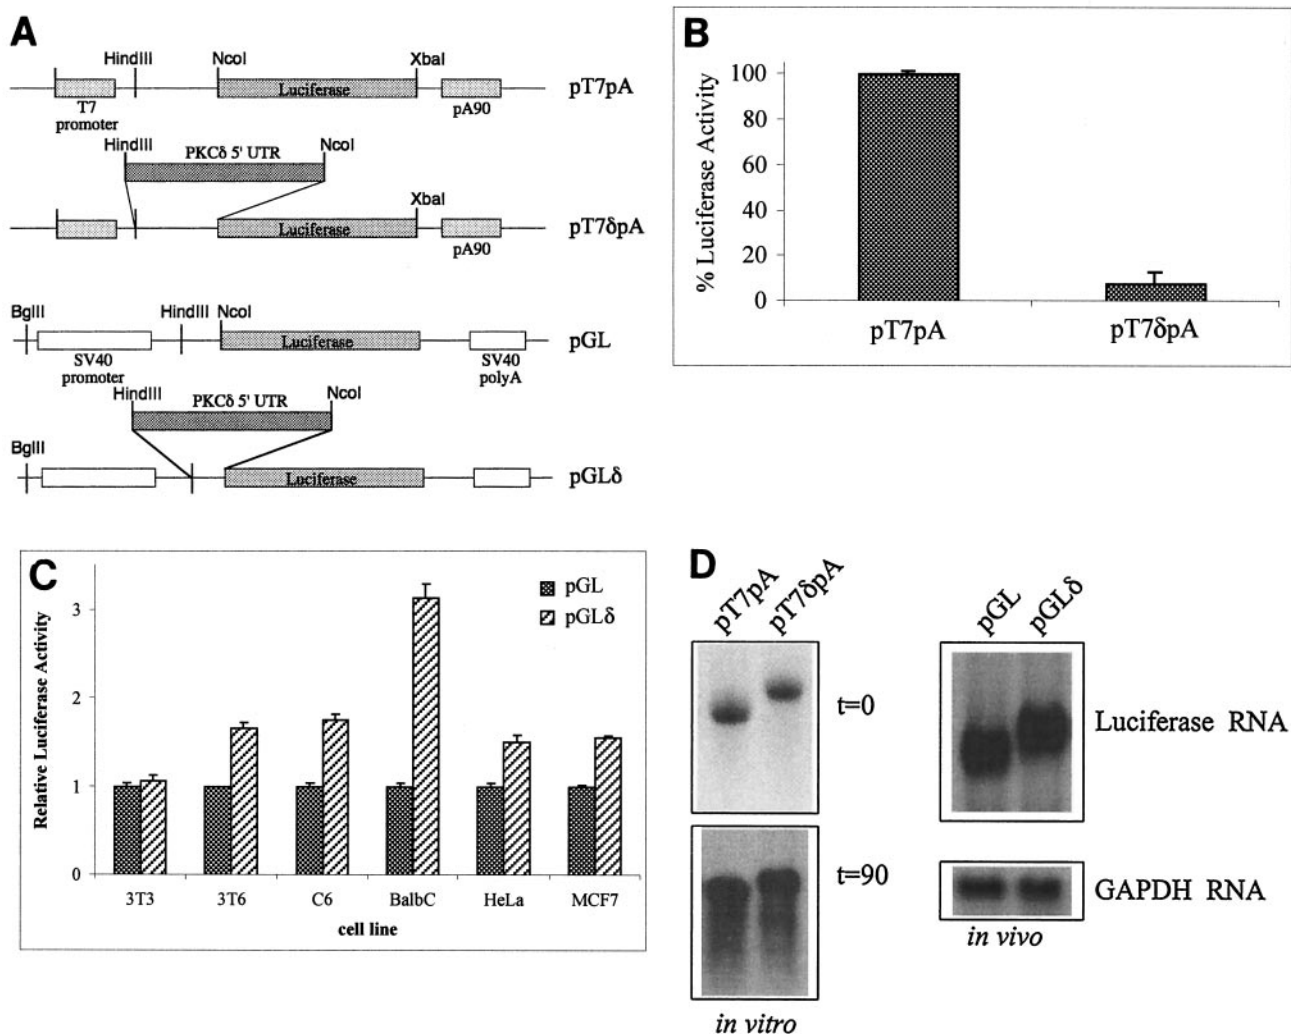 A
HindIII NcoI XbaI
Luciferase
pT7pA
T7
promoter
pA90
HindIII PKCδ 5' UTR NcoI
XbaI
Luciferase
pT7δpA
pA90
BglII HindIII NcoI
Luciferase
pGL
SV40
promoter
SV40
polyA
HindIII PKCδ 5' UTR NcoI
BglII
Luciferase
pGLδ
B
% Luciferase Activity
100
80
60
40
20
0
pT7pA pT7δpA
C
Relative Luciferase Activity
3
2
1
0
pGL
pGLδ
3T3 3T6 C6 BalbC HeLa MCF7
cell line
D
pT7pA pT7δpA
t=0
t=90
in vitro
pGL pGLδ
Luciferase RNA
GAPDH RNA
in vivo